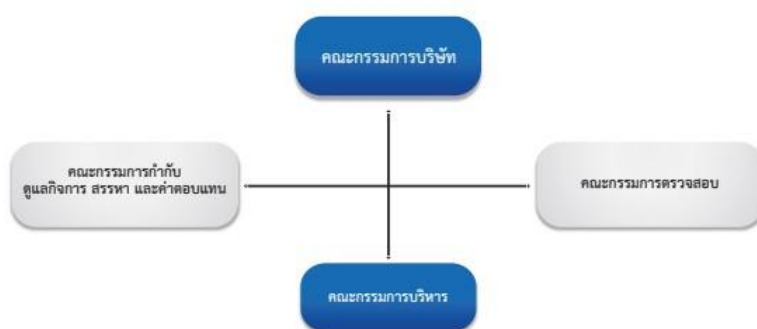 คณะกรรมการบริษัท
คณะกรรมการกำกับ
ดูแลกิจการ สรรหา และค่าตอบแทน
คณะกรรมการตรวจสอบ
คณะกรรมการบริหาร